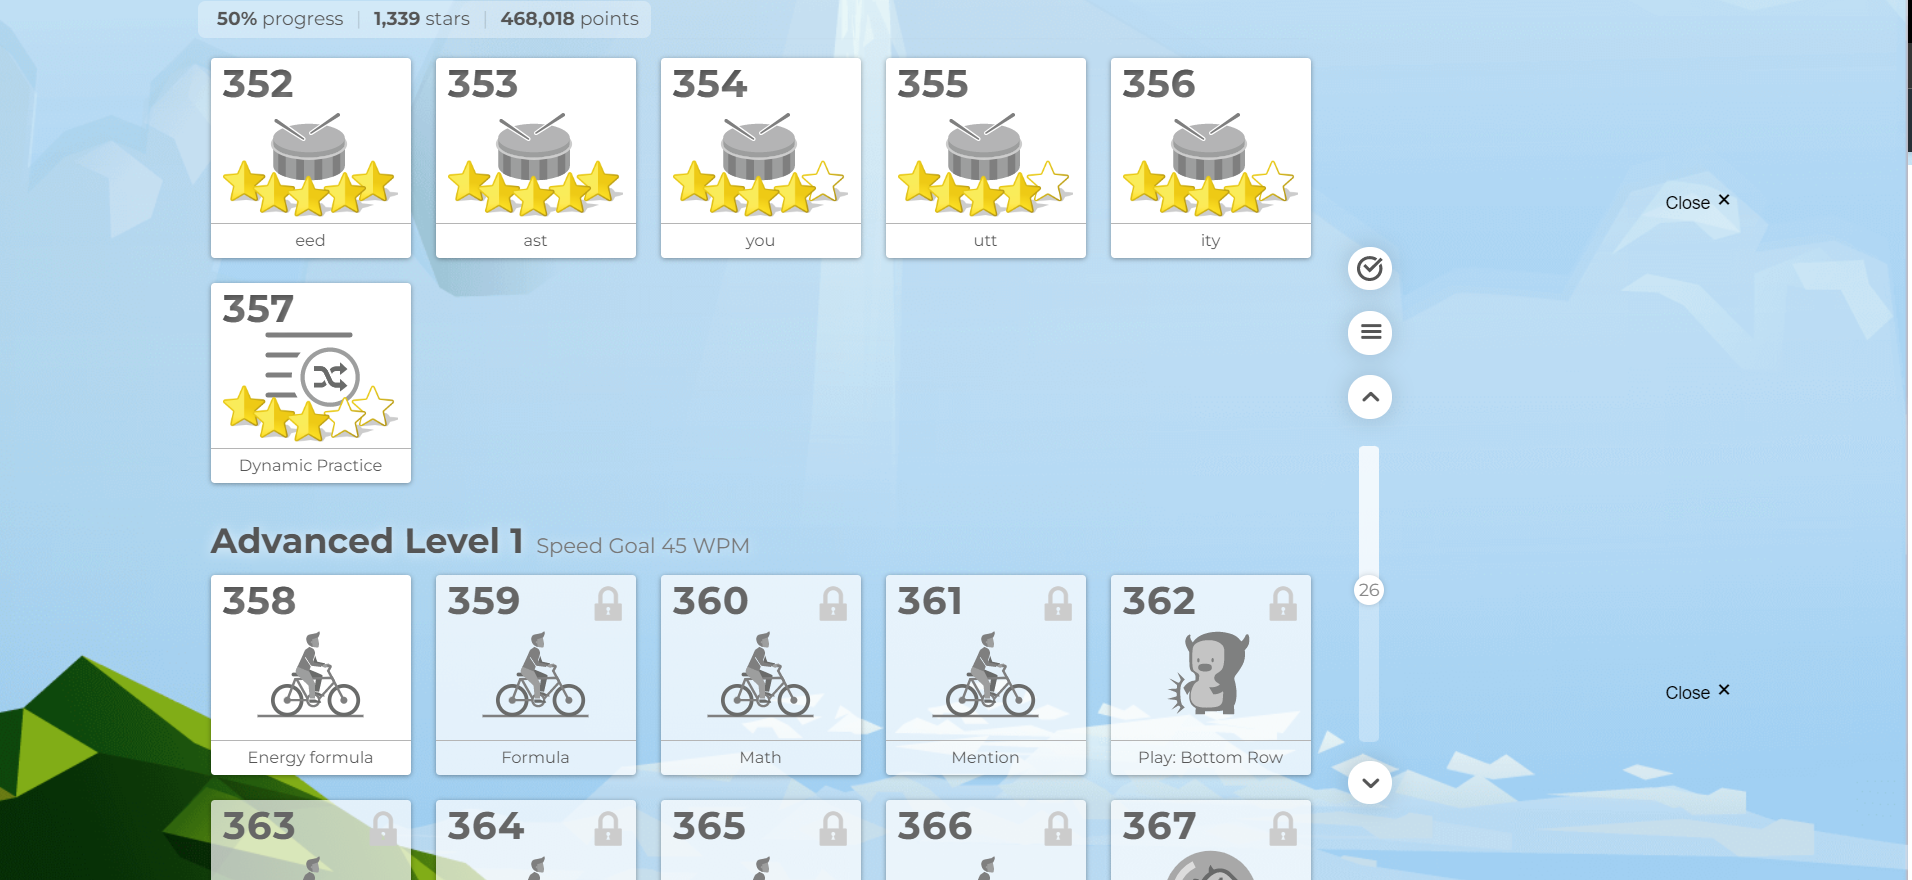 50% progress | 1,339 stars | 468,018 points
352
353
354
355
356
eed
ast
you
utt
ity
357
Dynamic Practice
Advanced Level 1 Speed Goal 45 WPM
358
359
360
361
362
Energy formula
Formula
Math
Mention
Play: Bottom Row
363
364
365
366
367
Close ×
26
Close ×